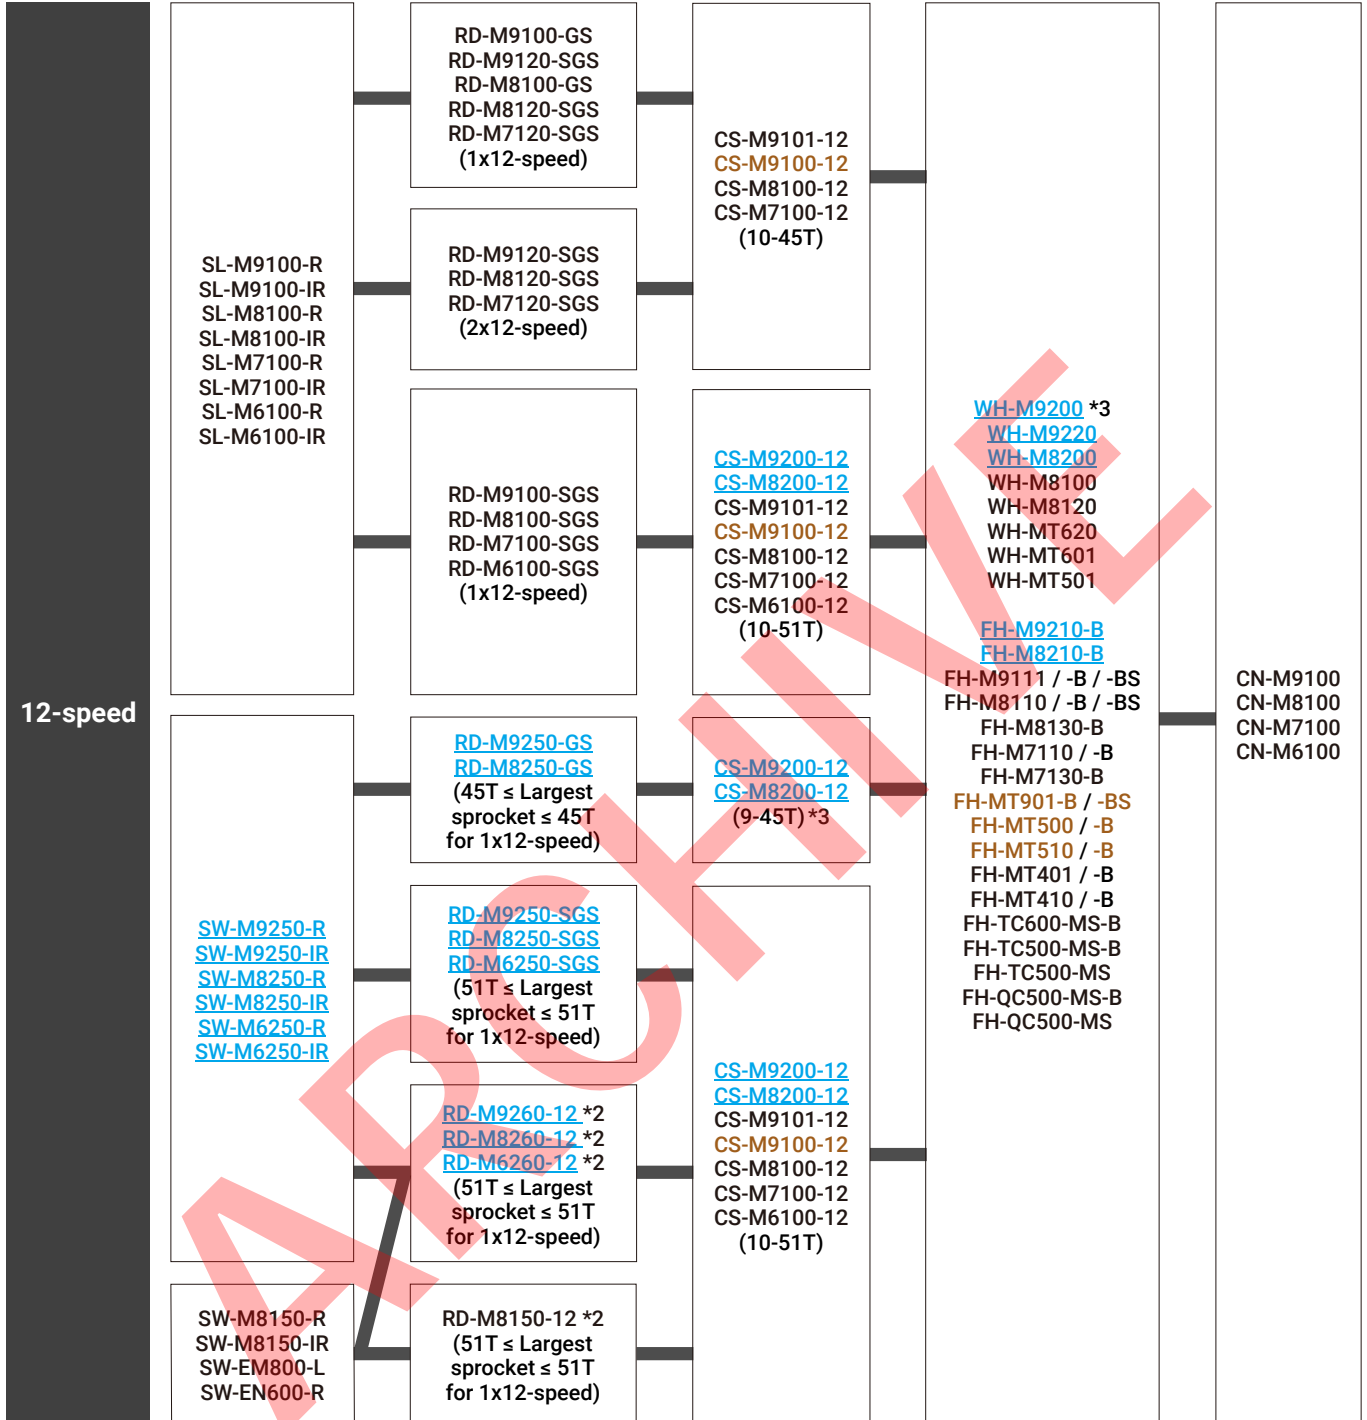 12-speed
SL-M9100-R
SL-M9100-IR
SL-M8100-R
SL-M8100-IR
SL-M7100-R
SL-M7100-IR
SL-M6100-R
SL-M6100-IR
RD-M9100-GS
RD-M9120-SGS
RD-M8100-GS
RD-M8120-SGS
RD-M7120-SGS
(1x12-speed)
RD-M9120-SGS
RD-M8120-SGS
RD-M7120-SGS
(2x12-speed)
CS-M9101-12
CS-M9100-12
CS-M8100-12
CS-M7100-12
(10-45T)
RD-M9100-SGS
RD-M8100-SGS
RD-M7100-SGS
RD-M6100-SGS
(1x12-speed)
CS-M9200-12
CS-M8200-12
CS-M9101-12
CS-M9100-12
CS-M8100-12
CS-M7100-12
CS-M6100-12
(10-51T)
SW-M9250-R
SW-M9250-IR
SW-M8250-R
SW-M8250-IR
SW-M6250-R
SW-M6250-IR
RD-M9250-GS
RD-M8250-GS
(45T ≤ Largest
sprocket ≤ 45T
for 1x12-speed)
CS-M9200-12
CS-M8200-12
(9-45T) *3
RD-M9250-SGS
RD-M8250-SGS
RD-M6250-SGS
(51T ≤ Largest
sprocket ≤ 51T
for 1x12-speed)
RD-M9260-12 *2
RD-M8260-12 *2
RD-M6260-12 *2
(51T ≤ Largest
sprocket ≤ 51T
for 1x12-speed)
SW-M8150-R
SW-M8150-IR
SW-EM800-L
SW-EN600-R
RD-M8150-12 *2
(51T ≤ Largest
sprocket ≤ 51T
for 1x12-speed)
CS-M9200-12
CS-M8200-12
CS-M9101-12
CS-M9100-12
CS-M8100-12
CS-M7100-12
CS-M6100-12
(10-51T)
WH-M9200 *3
WH-M9220
WH-M8200
WH-M8100
WH-M8120
WH-MT620
WH-MT601
WH-MT501
FH-M9210-B
FH-M8210-B
FH-M9111 / -B / -BS
FH-M8110 / -B / -BS
FH-M8130-B
FH-M7110 / -B
FH-M7130-B
FH-MT901-B / -BS
FH-MT500 / -B
FH-MT510 / -B
FH-MT401 / -B
FH-MT410 / -B
FH-TC600-MS-B
FH-TC500-MS-B
FH-TC500-MS
FH-QC500-MS-B
FH-QC500-MS
CN-M9100
CN-M8100
CN-M7100
CN-M6100
ARCHIVE